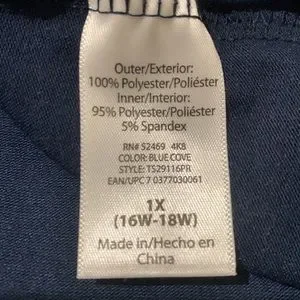 Outer/Exterior:
100% Polyester/Poliéster
Inner/Interior:
95% Polyester/Poliéster
5% Spandex
RN# 52469 4K8
COLOR: BLUE COVE
STYLE: TS29116PR
EAN/UPC 7 0377030061
1X
(16W-18W)
Made in/Hecho en
China